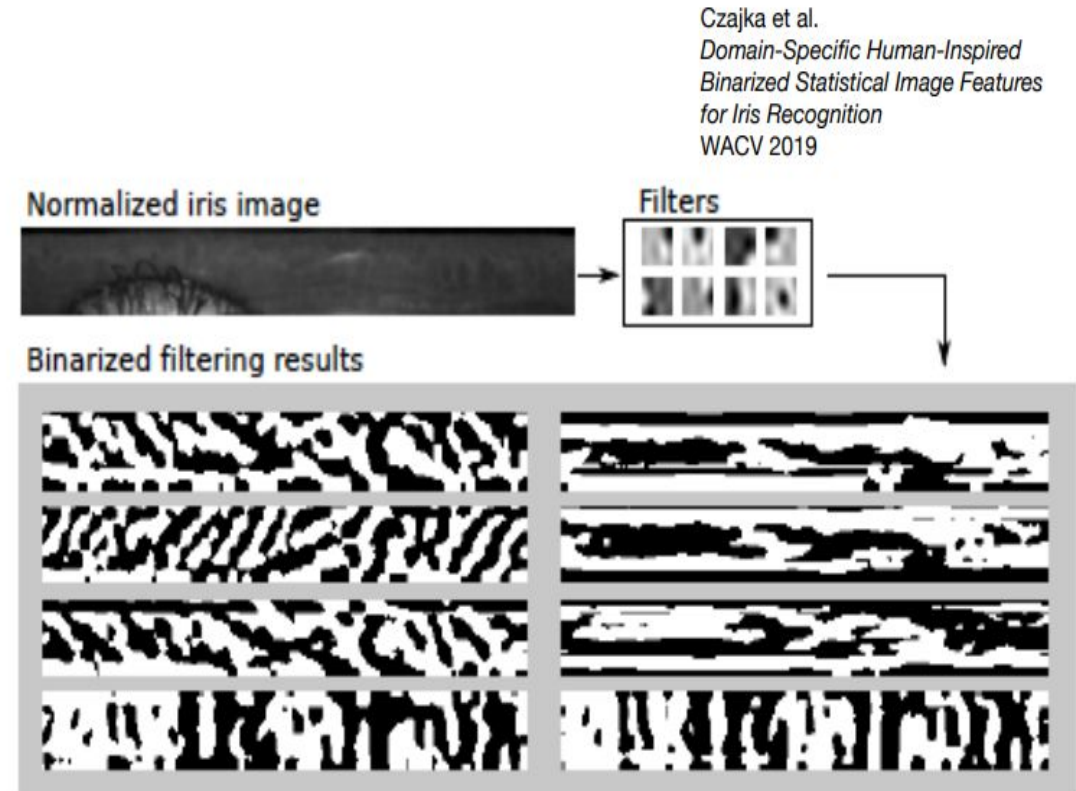 Czajka et al.
Domain-Specific Human-Inspired
Binarized Statistical Image Features
for Iris Recognition
WACV 2019
Normalized iris image
Filters
Binarized filtering results